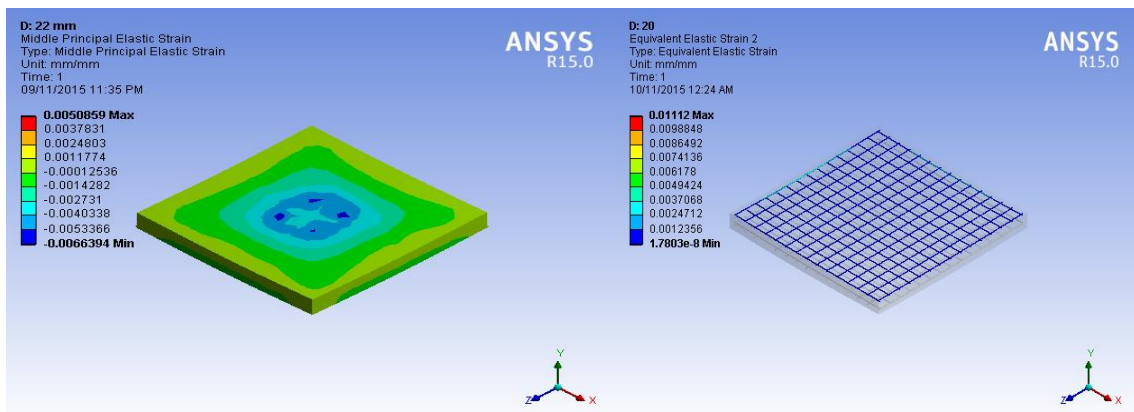 D: 22 mm
Middle Principal Elastic Strain
Type: Middle Principal Elastic Strain
Unit: mm/mm
Time: 1
09/11/2015 11:35 PM
0.0050859 Max
0.0037831
0.0024803
0.0011774
-0.00012536
-0.0014282
-0.002731
-0.0040338
-0.0053366
-0.0066394 Min
ANSYS
R15.0
Y
Z
X
D: 20
Equivalent Elastic Strain 2
Type: Equivalent Elastic Strain
Unit: mm/mm
Time: 1
10/11/2015 12:24 AM
0.01112 Max
0.0098848
0.0086492
0.0074136
0.006178
0.0049424
0.0037068
0.0024712
0.0012356
1.7803e-8 Min
ANSYS
R15.0
Y
Z
X